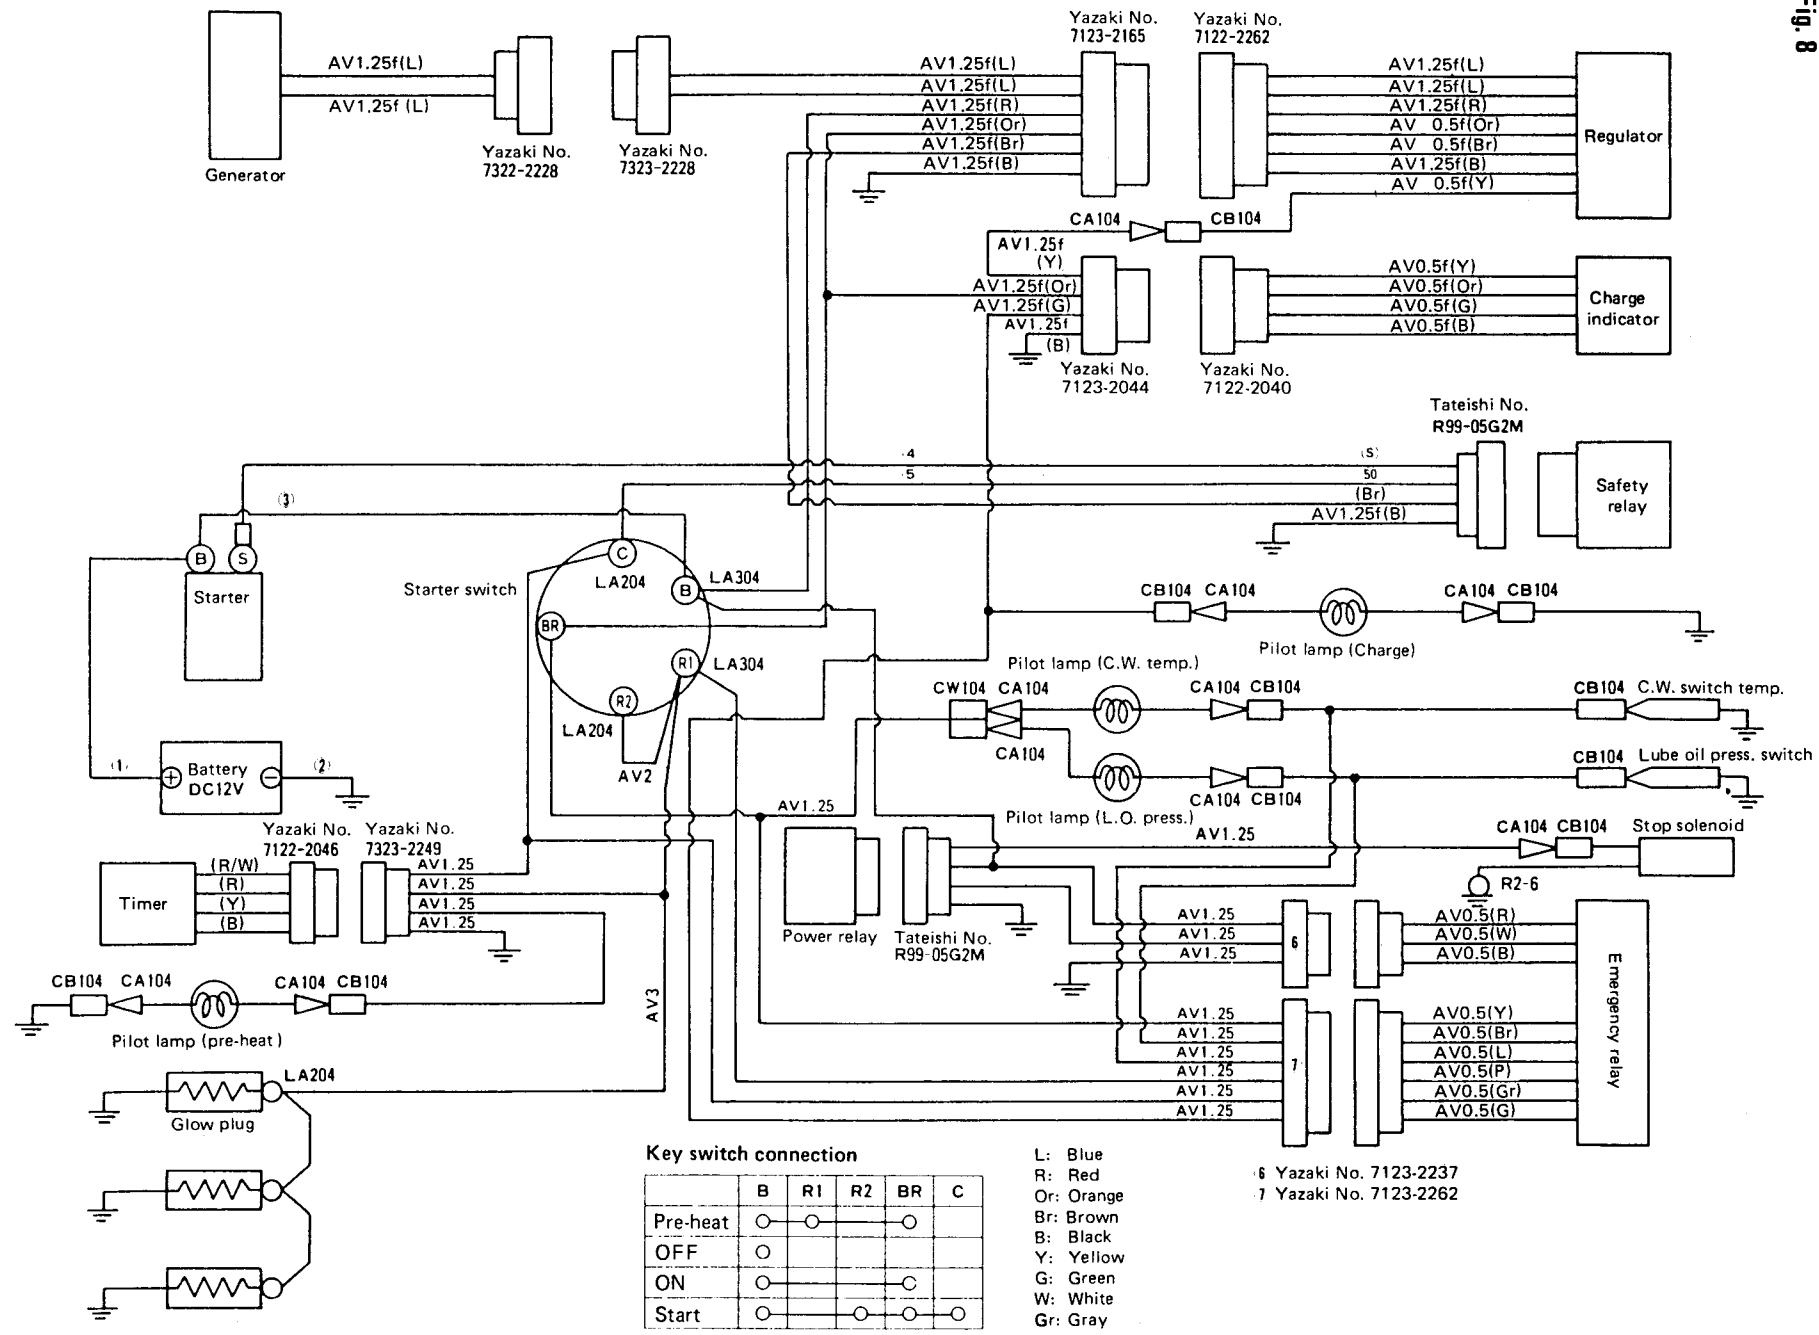 Fig. 8
Yazaki No.
7123-2165
Yazaki No.
7122-2262
AV1.25f(L)
AV1.25f (L)
Generator
Yazaki No.
7322-2228
Yazaki No.
7323-2228
AV1.25f(L)
AV1.25f(L)
AV1.25f(R)
AV1.25f(Or)
AV1.25f(Br)
AV1.25f(B)
AV1.25f(L)
AV1.25f(L)
AV1.25f(R)
AV 0.5f(Or)
AV 0.5f(Br)
AV1.25f(B)
AV 0.5f(Y)
Regulator
CA104
CB104
AV1.25f
(Y)
AV1.25f(Or)
AV1.25f(G)
AV1.25f
(B)
Yazaki No.
7123-2044
Yazaki No.
7122-2040
AV0.5f(Y)
AV0.5f(Or)
AV0.5f(G)
AV0.5f(B)
Charge
indicator
Tateishi No.
R99-05G2M
4
(S)
5
50
(Br)
AV1.25f(B)
Safety
relay
(3)
B
S
Starter
Starter switch
C
LA204
B
LA304
BR
R1
LA304
R2
LA204
AV2
CB104
CA104
CA104
CB104
Pilot lamp (Charge)
Pilot lamp (C.W. temp.)
CW104
CA104
CA104
CB104
CB104
C.W. switch temp.
CA104
CA104
CB104
CB104
Lube oil press. switch
Pilot lamp (L.O. press.)
(1)
Battery
DC12V
(2)
AV1.25
Yazaki No.
7122-2046
Yazaki No.
7323-2249
Timer
(R/W)
(R)
(Y)
(B)
AV1.25
AV1.25
AV1.25
AV1.25
Power relay
Tateishi No.
R99-05G2M
AV1.25
CA104
CB104
Stop solenoid
R2-6
AV1.25
AV1.25
AV1.25
6
AV0.5(R)
AV0.5(W)
AV0.5(B)
CB104
CA104
CA104
CB104
Pilot lamp (pre-heat)
AV3
AV1.25
AV1.25
AV1.25
AV1.25
AV1.25
AV1.25
7
AV0.5(Y)
AV0.5(Br)
AV0.5(L)
AV0.5(P)
AV0.5(Gr)
AV0.5(G)
Emergency relay
LA204
Glow plug
Key switch connection
B R1 R2 BR C
Pre-heat
OFF
ON
Start
L: Blue
R: Red
Or: Orange
Br: Brown
B: Black
Y: Yellow
G: Green
W: White
Gr: Gray
6 Yazaki No. 7123-2237
7 Yazaki No. 7123-2262